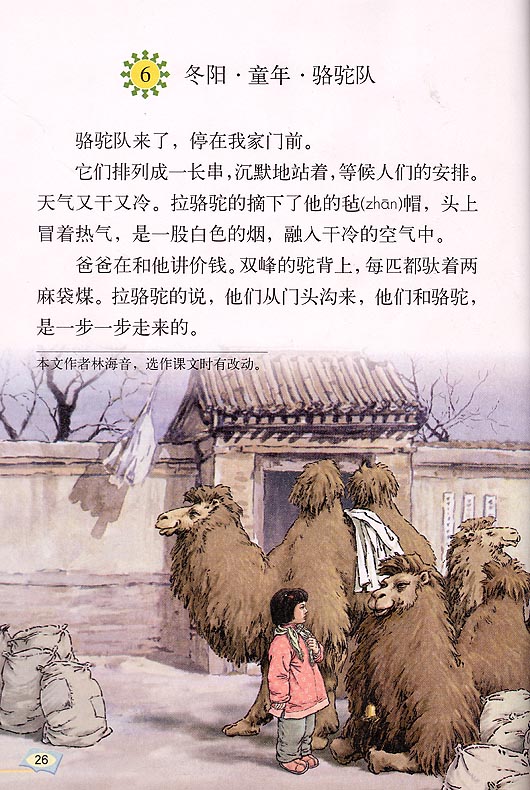 6 冬阳·童年·骆驼队
骆驼队来了，停在我家门前。
它们排列成一长串，沉默地站着，等候人们的安排。
天气又干又冷。拉骆驼的摘下了他的毡(zhān)帽，头上
冒着热气，是一股白色的烟，融入干冷的空气中。
爸爸在和他讲价钱。双峰的驼背上，每匹都驮着两
麻袋煤。拉骆驼的说，他们从门头沟来，他们和骆驼，
是一步一步走来的。
本文作者林海音，选作课文时有改动。
26